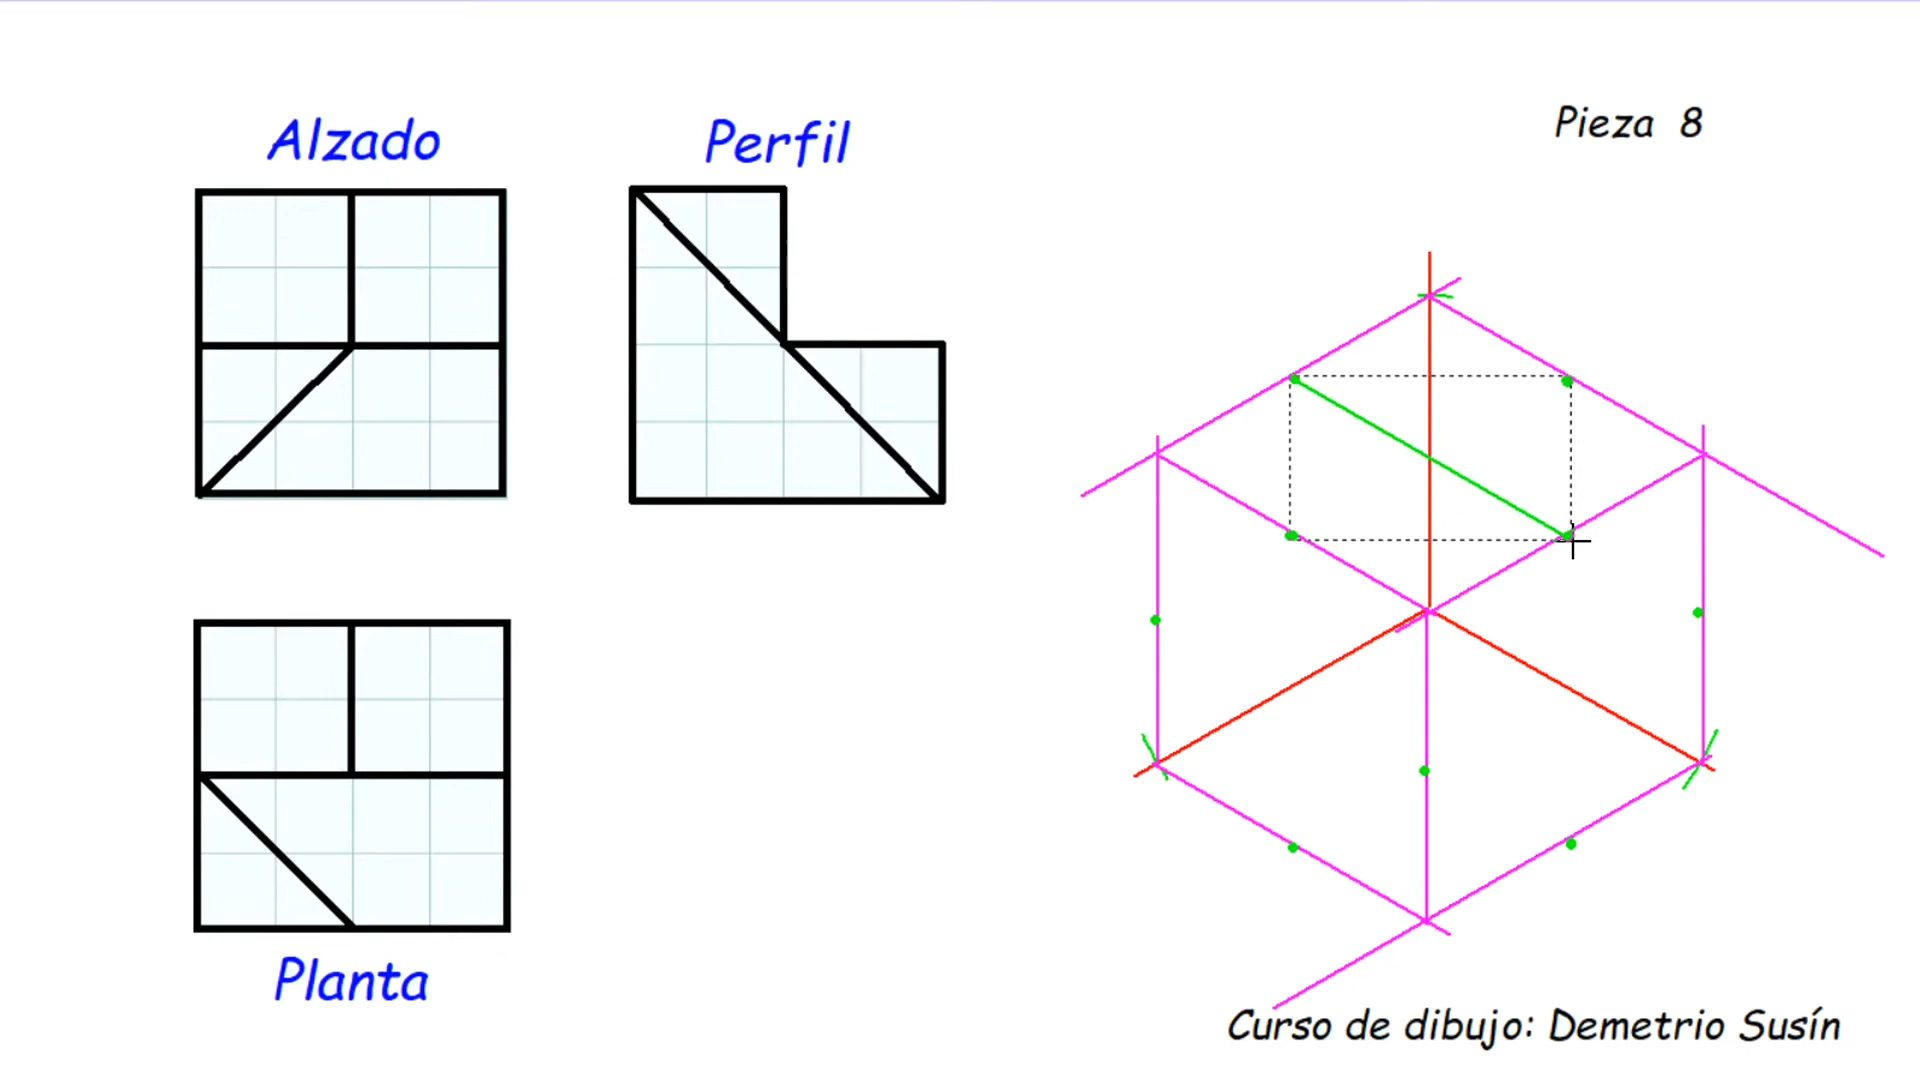 Alzado
Perfil
Pieza 8
Planta
Curso de dibujo: Demetrio Susín